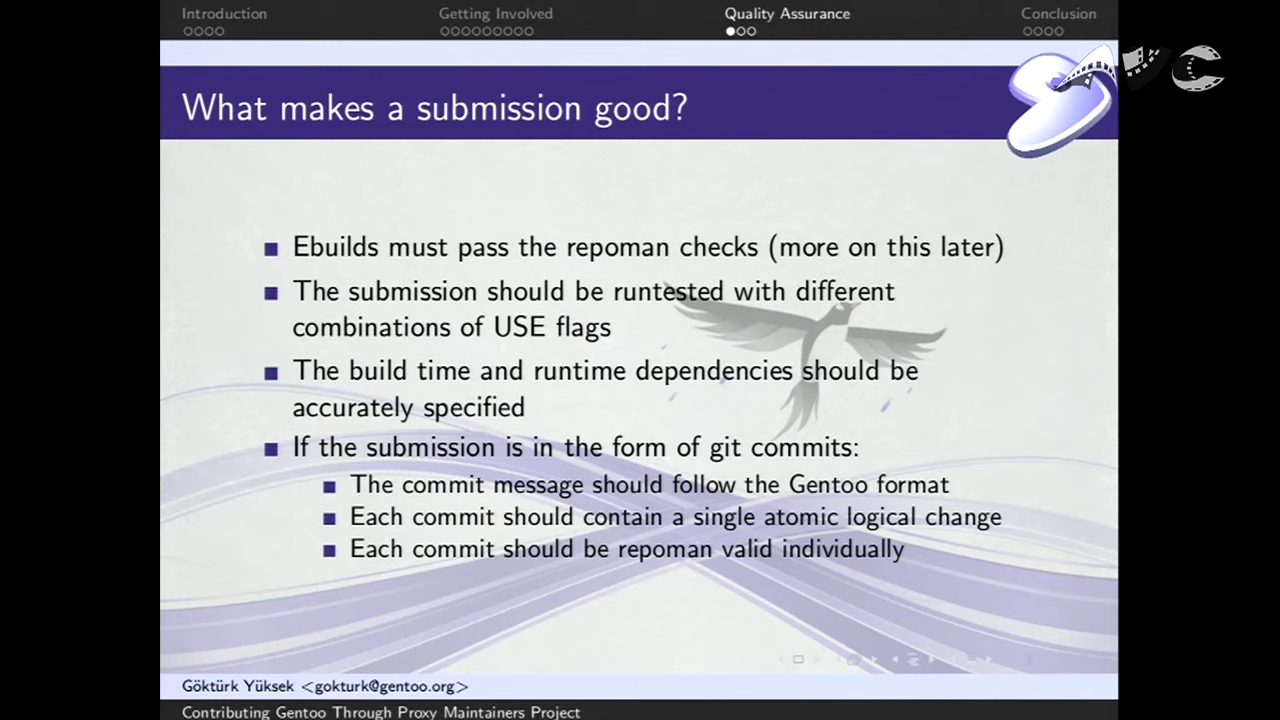 Introduction
Getting Involved
Quality Assurance
Conclusion
What makes a submission good?
Ebuilds must pass the repoman checks (more on this later)
The submission should be runtested with different
combinations of USE flags
The build time and runtime dependencies should be
accurately specified
If the submission is in the form of git commits:
The commit message should follow the Gentoo format
Each commit should contain a single atomic logical change
Each commit should be repoman valid individually
Göktürk Yüksek <gokturk@gentoo.org>
Contributing Gentoo Through Proxy Maintainers Project